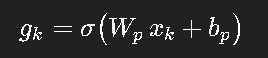 g_k = σ(W_p x_k + b_p)